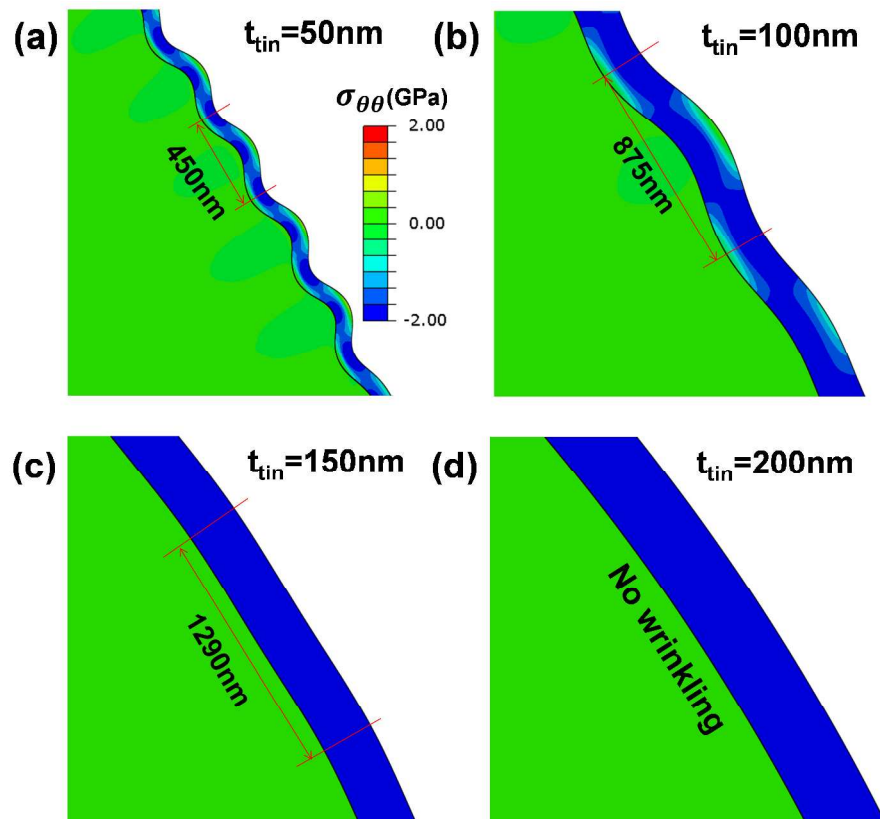 (a) t_tin=50nm
σ_θθ(GPa)
2.00
0.00
-2.00
450nm
(b) t_tin=100nm
875nm
(c) t_tin=150nm
1290nm
(d) t_tin=200nm
No wrinkling